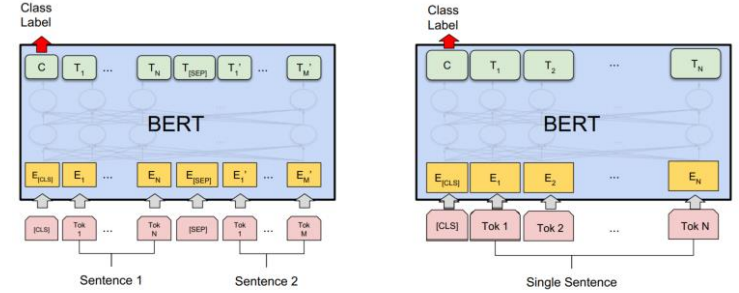 Class
Label
C T1 ... TN T[SEP] T1' ... TM'
BERT
E[CLS] E1 ... EN E[SEP] E1' ... EM'
[CLS] Tok 1 ... Tok N [SEP] Tok 1 ... Tok M
Sentence 1 Sentence 2
Class
Label
C T1 T2 ... TN
BERT
E[CLS] E1 E2 ... EN
[CLS] Tok 1 Tok 2 ... Tok N
Single Sentence